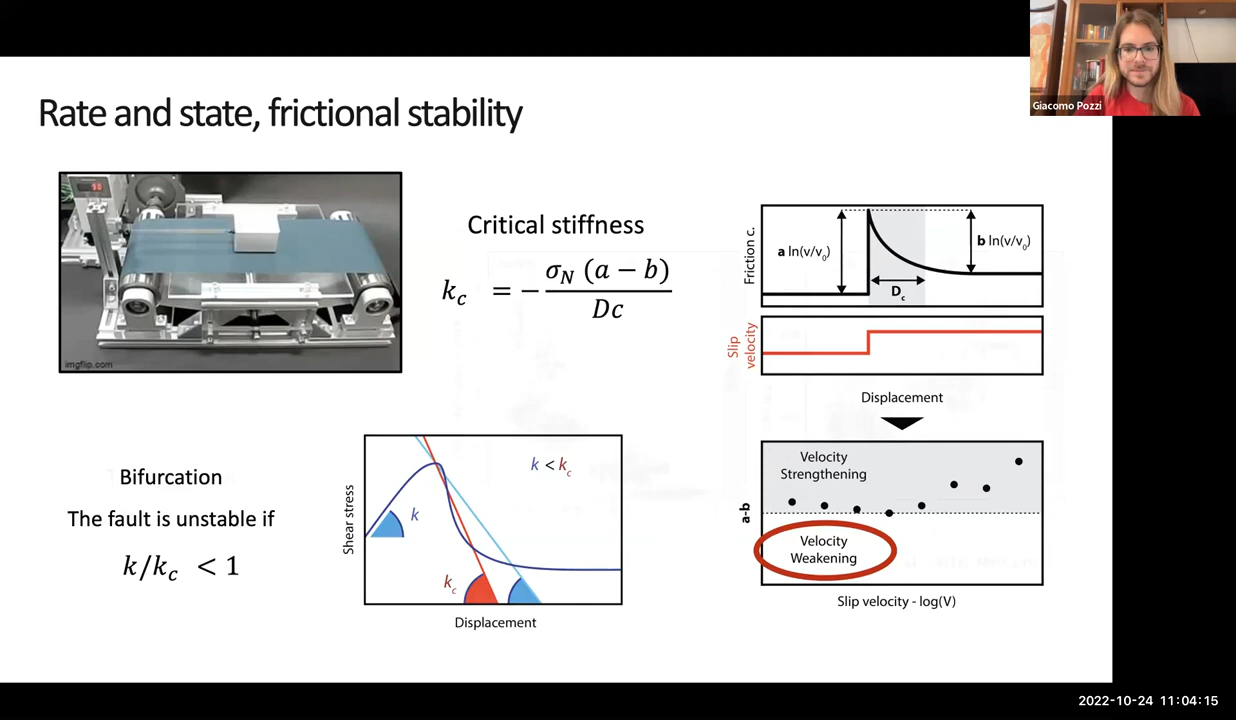 Giacomo Pozzi
Rate and state, frictional stability
imgflip.com
Critical stiffness
k_c = − σ_N (a − b) / Dc
Friction c.
a ln(v/v₀)
b ln(v/v₀)
D_c
Slip
velocity
Displacement
Bifurcation
The fault is unstable if
k/k_c < 1
Shear stress
k
k < k_c
k_c
Displacement
a-b
Velocity
Strengthening
Velocity
Weakening
Slip velocity - log(V)
2022-10-24 11:04:15